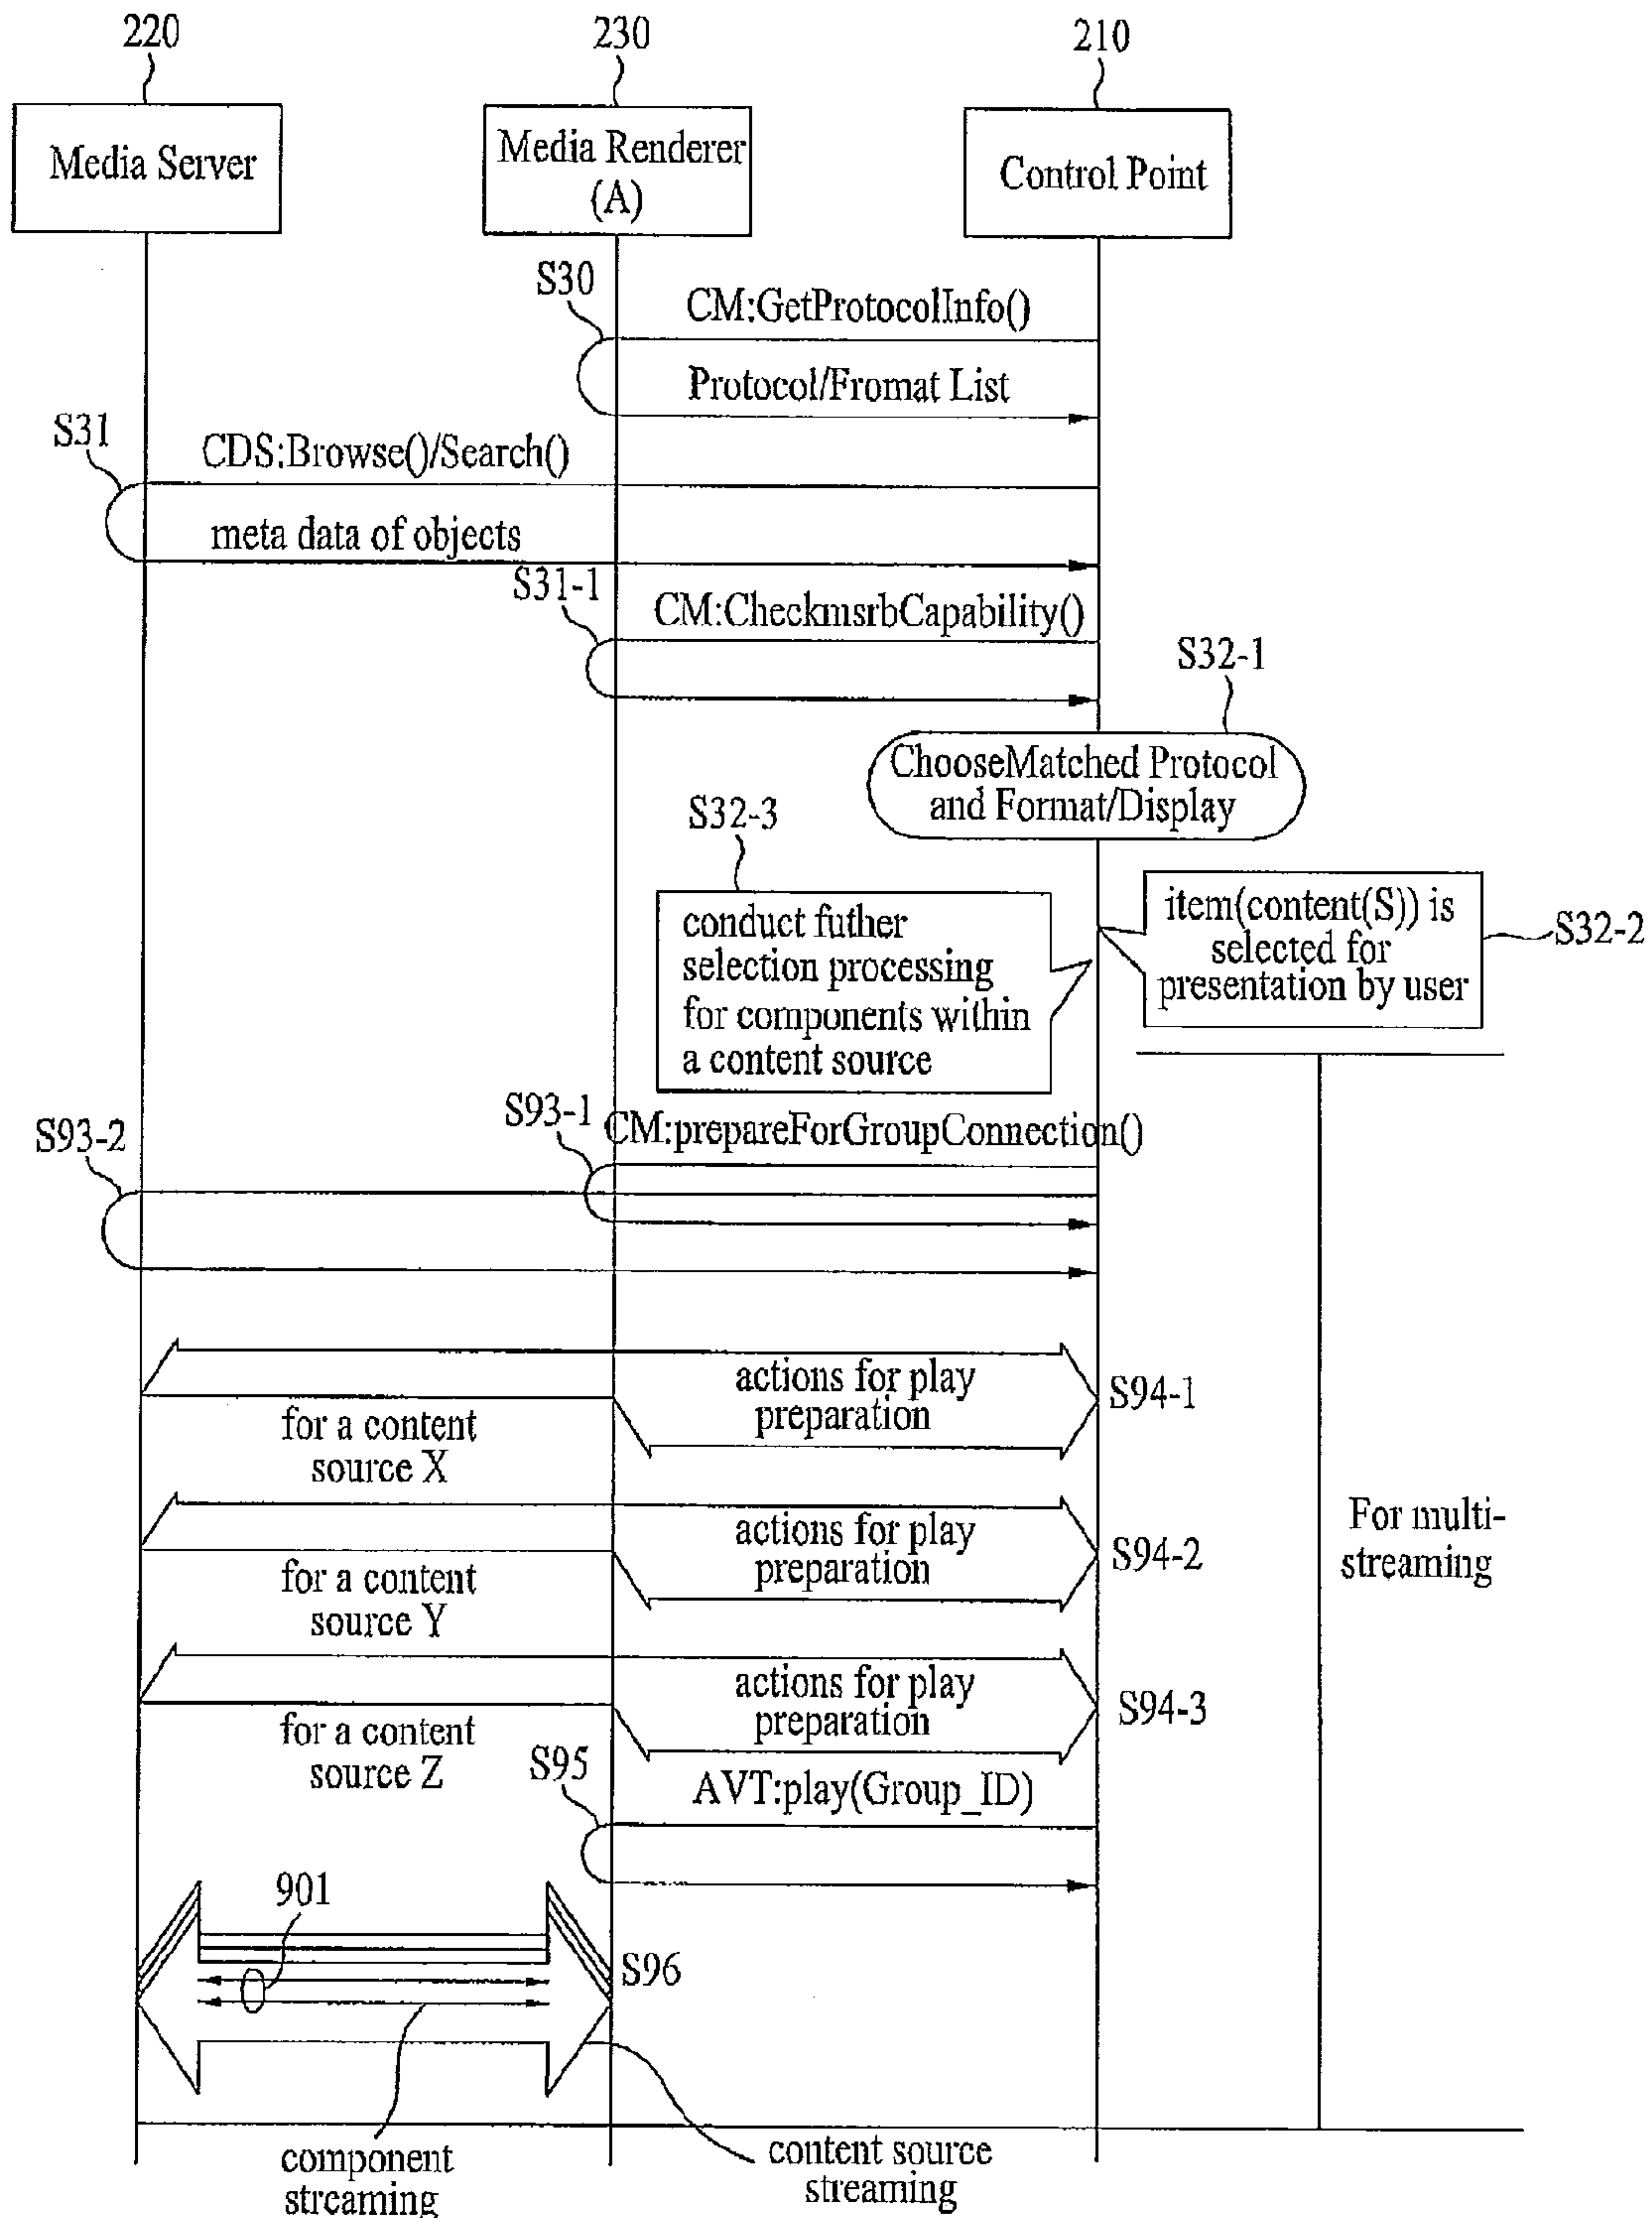 220
230
210
Media Server
Media Renderer
(A)
Control Point
S30
CM:GetProtocolInfo()
Protocol/Fromat List
S31
CDS:Browse()/Search()
meta data of objects
S31-1
CM:CheckmsrbCapability()
S32-1
ChooseMatched Protocol
and Format/Display
S32-3
conduct futher
selection processing
for components within
a content source
item(content(S)) is
selected for
presentation by user
S32-2
S93-1
CM:prepareForGroupConnection()
S93-2
actions for play
preparation
S94-1
for a content
source X
actions for play
preparation
S94-2
for a content
source Y
For multi-
streaming
actions for play
preparation
S94-3
for a content
source Z
S95
AVT:play(Group_ID)
901
S96
component
streaming
content source
streaming